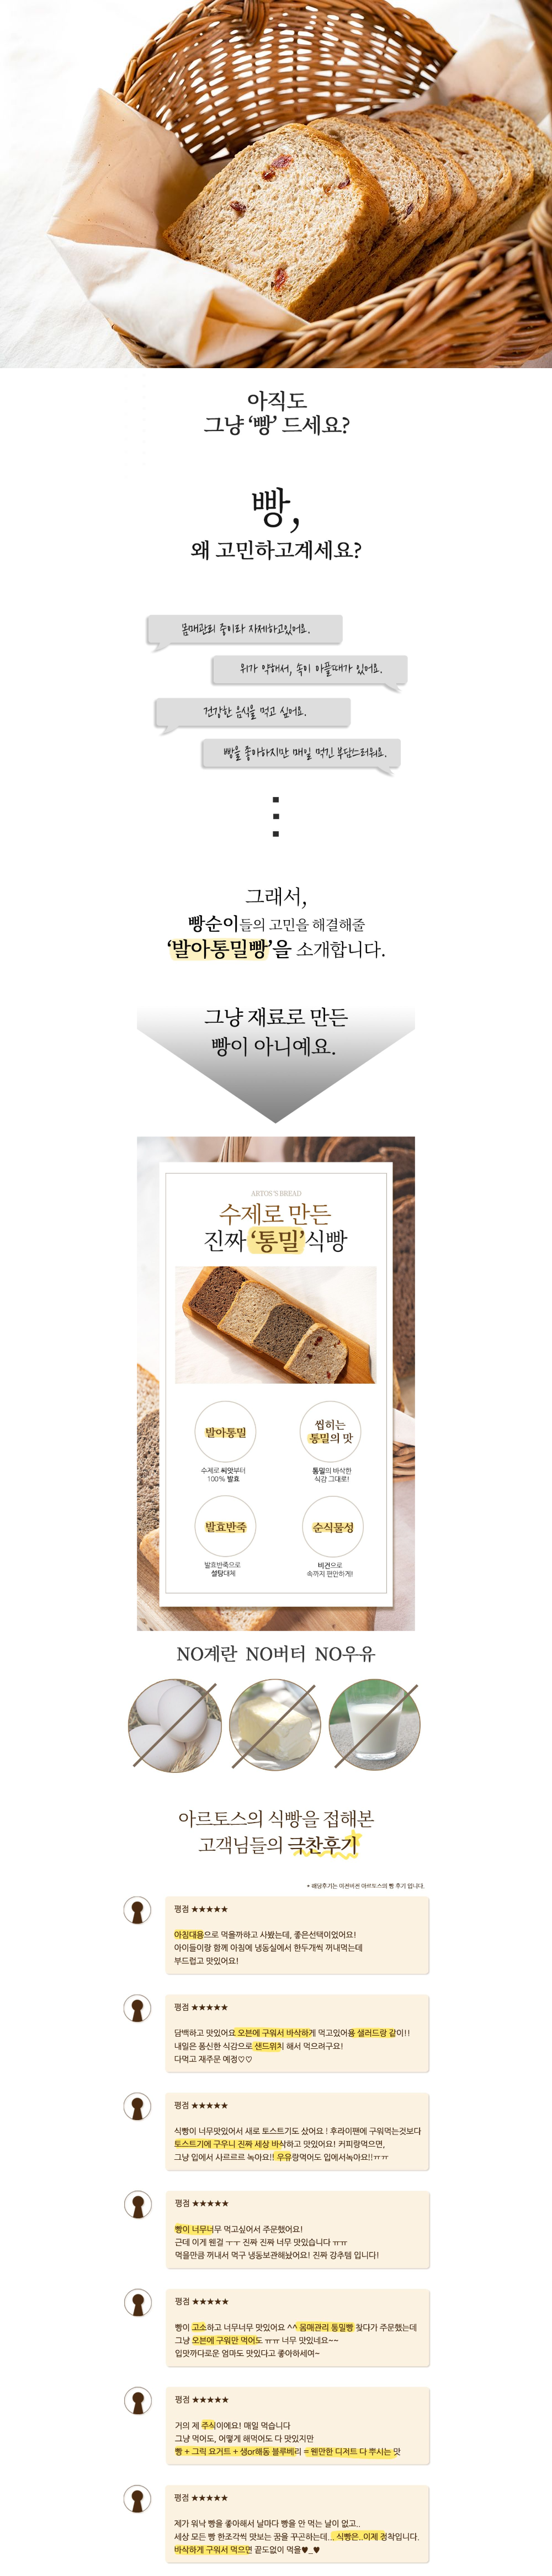 아직도
그냥 ‘빵’ 드세요?
빵,
왜 고민하고계세요?
몸매관리 중이라 자제하고있어요.
위가 약해서, 속이 아플때가 있어요.
건강한 음식을 먹고 싶어요.
빵을 좋아하지만 매일 먹긴 부담스러워요.
그래서,
빵순이들의 고민을 해결해줄
‘발아통밀빵’을 소개합니다.
그냥 재료로 만든
빵이 아니예요.
ARTOS'S BREAD
수제로 만든
진짜 ‘통밀’식빵
발아통밀
수제로 씨앗부터
100% 발효
씹히는
통밀의 맛
통밀의 바삭한
식감 그대로!
발효반죽
발효반죽으로
설탕대체
순식물성
비건으로
속까지 편안하게!
NO계란 NO버터 NO우유
아르토스의 식빵을 접해본
고객님들의 극찬후기
* 해당후기는 이전버전 아르토스의 빵 후기 입니다.
평점 ★★★★★
아침대용으로 먹을까하고 사봤는데, 좋은선택이었어요!
아이들이랑 함께 아침에 냉동실에서 한두개씩 꺼내먹는데
부드럽고 맛있어요!
평점 ★★★★★
담백하고 맛있어요 오븐에 구워서 바삭하게 먹고있어용 샐러드랑 같이!!
내일은 폼신한 식감으로 샌드위치 해서 먹으려구요!
다먹고 재주문 예정♡♡
평점 ★★★★★
식빵이 너무맛있어서 새로 토스트기도 샀어요 ! 후라이팬에 구워먹는것보다
토스트기에 구우니 진짜 세상 바삭하고 맛있어요! 커피랑먹으면,
그냥 입에서 사르르르 녹아요!! 우유랑먹어도 입에서녹아요!!ㅠㅠ
평점 ★★★★★
빵이 너무너무 먹고싶어서 주문했어요!
근데 이게 웬걸 ㅜㅜ 진짜 진짜 너무 맛있습니다 ㅠㅠ
먹을만큼 꺼내서 먹구 냉동보관해놨어요! 진짜 강추템 입니다!
평점 ★★★★★
빵이 고소하고 너무너무 맛있어요 ^^ 몸매관리 통밀빵 찾다가 주문했는데
그냥 오븐에 구워만 먹어도 ㅠㅠ 너무 맛있네요~~
입맛까다로운 엄마도 맛있다고 좋아하세여~
평점 ★★★★★
거의 제 주식이에요! 매일 먹습니다
그냥 먹어도, 어떻게 해먹어도 다 맛있지만
빵 + 그릭 요거트 + 생or해동 블루베리 = 웬만한 디저트 다 뿌시는 맛
평점 ★★★★★
제가 워낙 빵을 좋아해서 날마다 빵을 안 먹는 날이 없고..
세상 모든 빵 한조각씩 맛보는 꿈을 꾸곤하는데... 식빵은..이제 정착입니다.
바삭하게 구워서 먹으면 끝도없이 먹을♥_♥